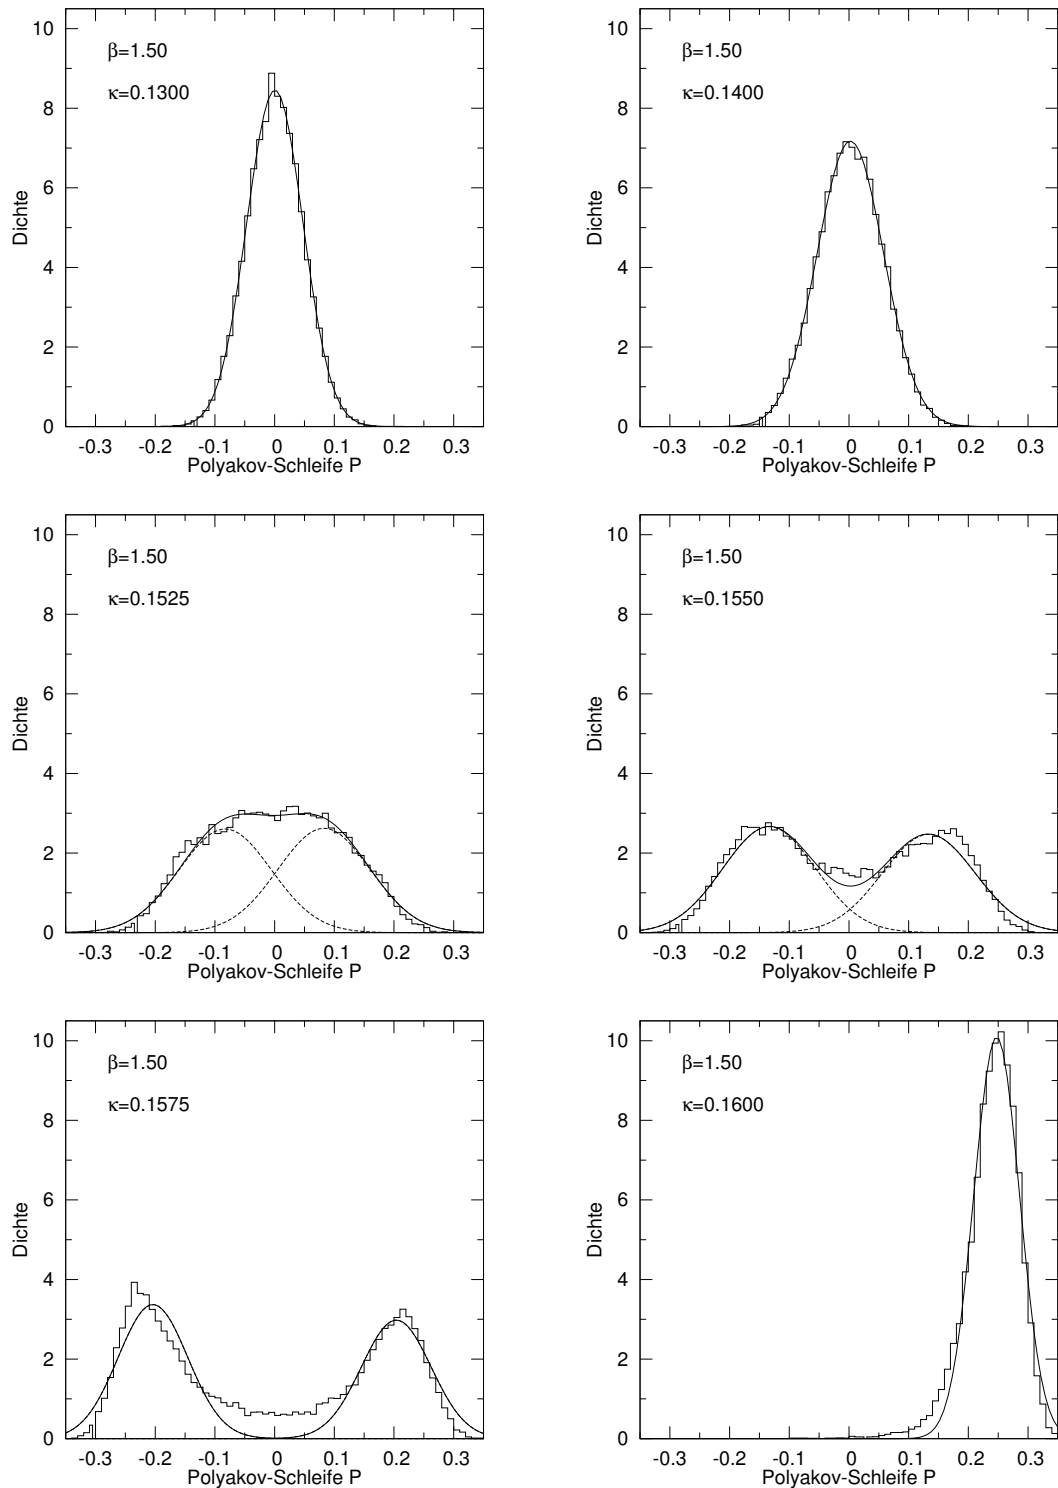 β=1.50
κ=0.1300
10
8
6
4
2
0
Dichte
-0.3 -0.2 -0.1 0 0.1 0.2 0.3
Polyakov-Schleife P
β=1.50
κ=0.1400
10
8
6
4
2
0
Dichte
-0.3 -0.2 -0.1 0 0.1 0.2 0.3
Polyakov-Schleife P
β=1.50
κ=0.1525
10
8
6
4
2
0
Dichte
-0.3 -0.2 -0.1 0 0.1 0.2 0.3
Polyakov-Schleife P
β=1.50
κ=0.1550
10
8
6
4
2
0
Dichte
-0.3 -0.2 -0.1 0 0.1 0.2 0.3
Polyakov-Schleife P
β=1.50
κ=0.1575
10
8
6
4
2
0
Dichte
-0.3 -0.2 -0.1 0 0.1 0.2 0.3
Polyakov-Schleife P
β=1.50
κ=0.1600
10
8
6
4
2
0
Dichte
-0.3 -0.2 -0.1 0 0.1 0.2 0.3
Polyakov-Schleife P